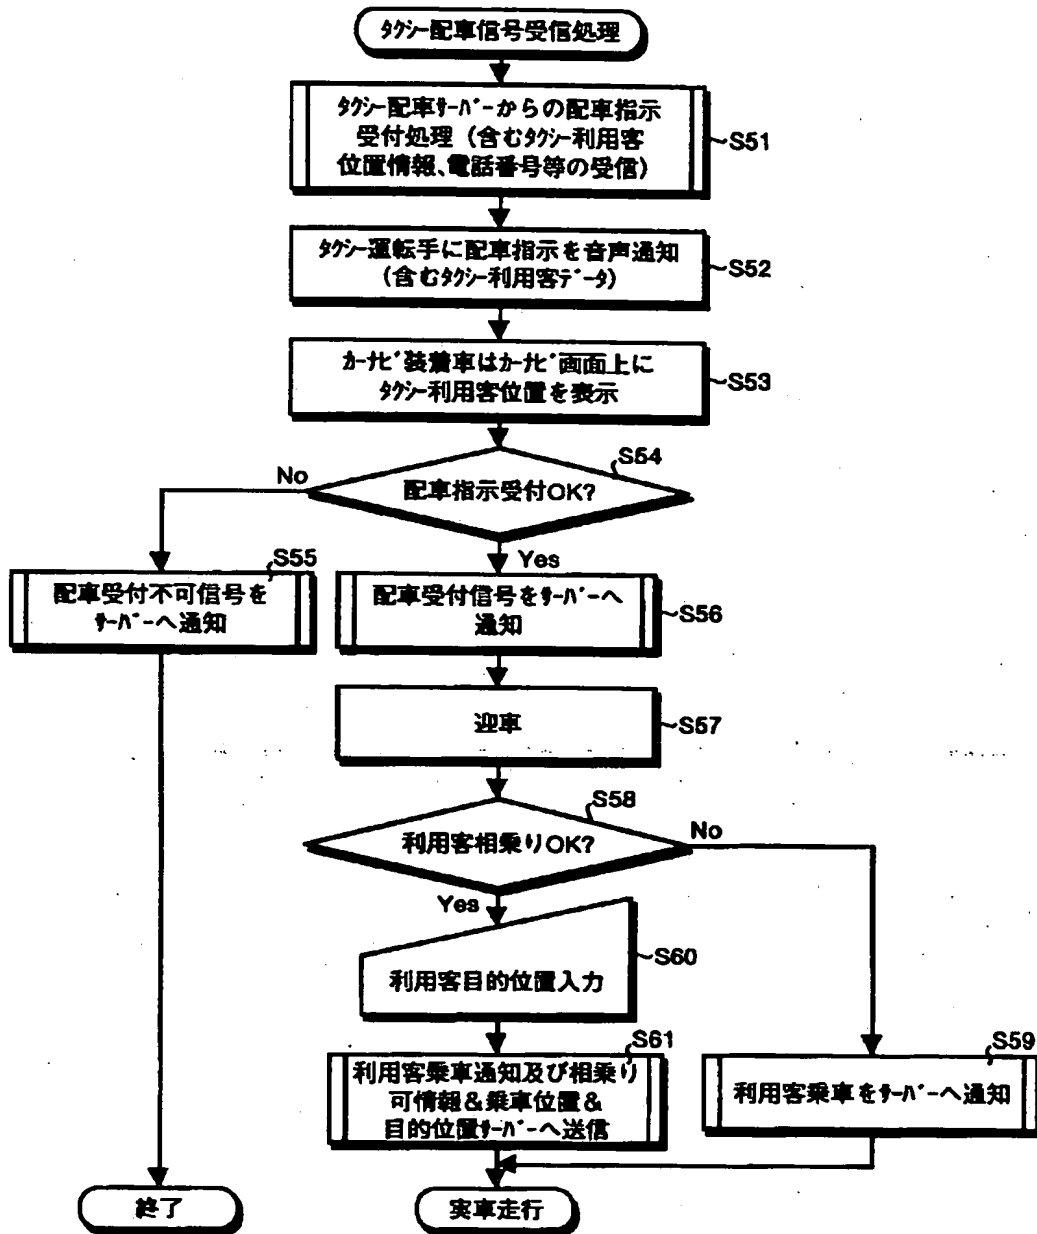 ﾀｸｼｰ配車信号受信処理
ﾀｸｼｰ配車ｻｰﾊﾞｰからの配車指示
受付処理（含むﾀｸｼｰ利用客
位置情報、電話番号等の受信）
S51
ﾀｸｼｰ運転手に配車指示を音声通知
（含むﾀｸｼｰ利用客ﾃﾞｰﾀ）
S52
ｶｰﾅﾋﾞ装着車はｶｰﾅﾋﾞ画面上に
ﾀｸｼｰ利用客位置を表示
S53
S54
配車指示受付OK?
No
Yes
S55
配車受付不可信号を
ｻｰﾊﾞｰへ通知
配車受付信号をｻｰﾊﾞｰへ
通知
S56
迎車
S57
S58
利用客相乗りOK?
No
Yes
利用客目的位置入力
S60
S61
利用客乗車通知及び相乗り
可情報＆乗車位置＆
目的位置ｻｰﾊﾞｰへ送信
S59
利用客乗車をｻｰﾊﾞｰへ通知
終了
実車走行